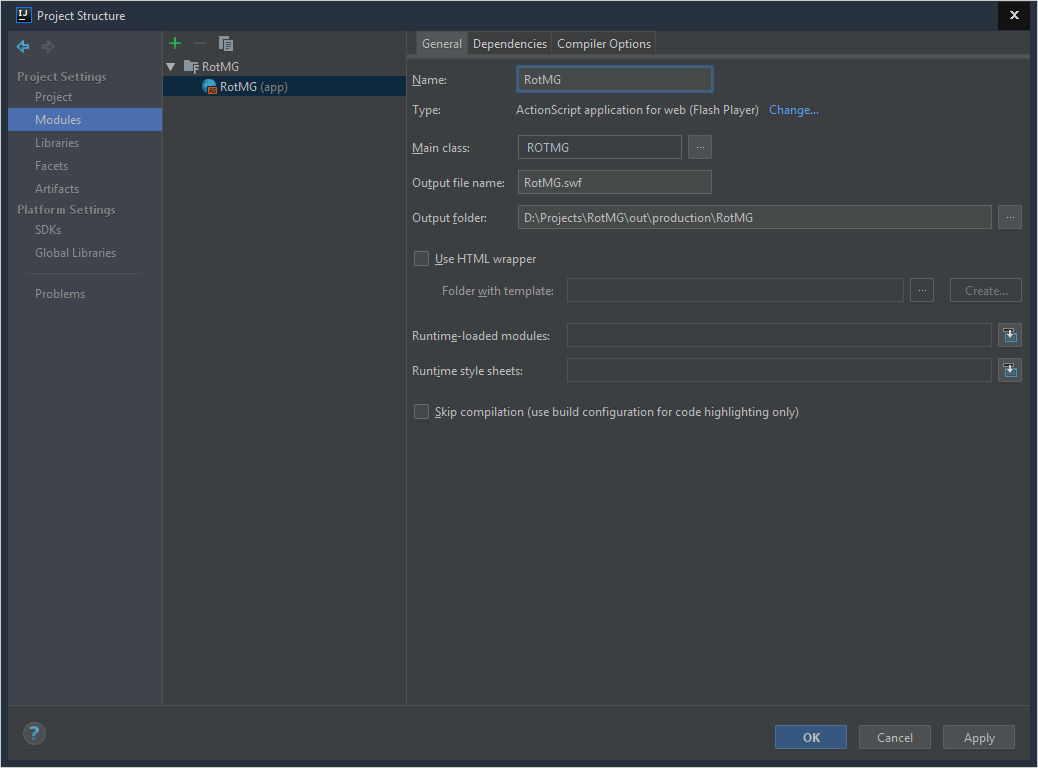 IJ Project Structure X
Project Settings
Project
Modules
Libraries
Facets
Artifacts
Platform Settings
SDKs
Global Libraries
Problems
RotMG
RotMG (app)
General Dependencies Compiler Options
Name: RotMG
Type: ActionScript application for web (Flash Player) Change...
Main class: ROTMG ...
Output file name: RotMG.swf
Output folder: D:\Projects\RotMG\out\production\RotMG ...
Use HTML wrapper
Folder with template: ... Create...
Runtime-loaded modules:
Runtime style sheets:
Skip compilation (use build configuration for code highlighting only)
? OK Cancel Apply